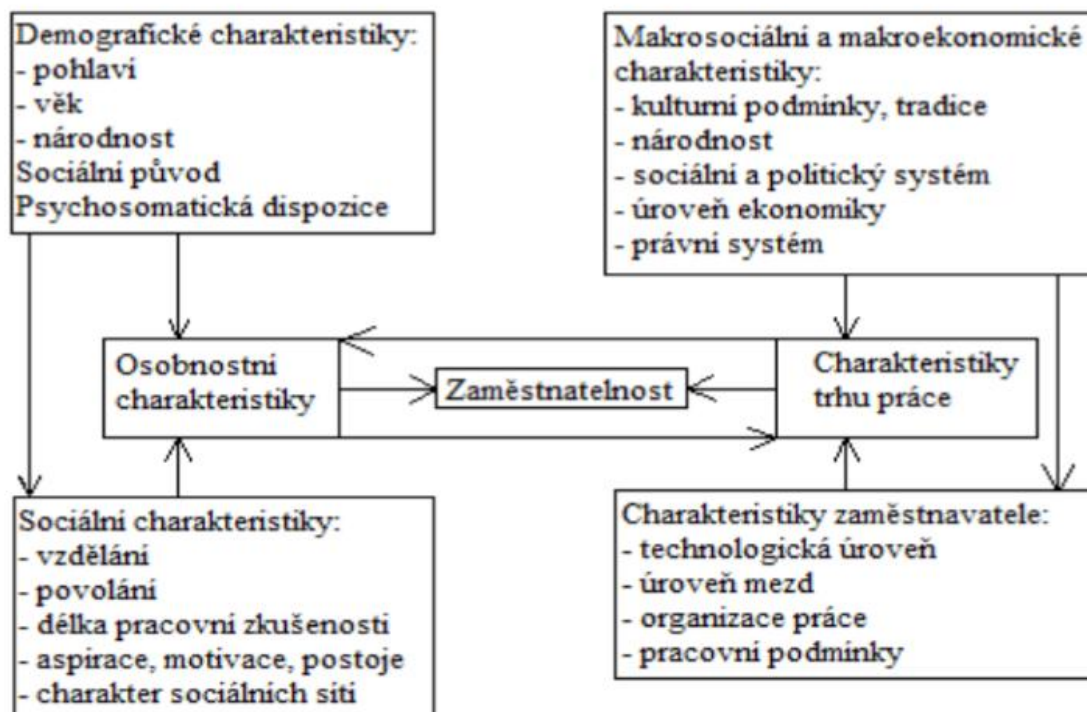 Demografické charakteristiky:
- pohlaví
- věk
- národnost
Sociální původ
Psychosomatická dispozice
Makrosociální a makroekonomické
charakteristiky:
- kulturní podmínky, tradice
- národnost
- sociální a politický systém
- úroveň ekonomiky
- právní systém
Osobnostní
charakteristiky
Zaměstnatelnost
Charakteristiky
trhu práce
Sociální charakteristiky:
- vzdělání
- povolání
- délka pracovní zkušenosti
- aspirace, motivace, postoje
- charakter sociálních sítí
Charakteristiky zaměstnavatele:
- technologická úroveň
- úroveň mezd
- organizace práce
- pracovní podmínky